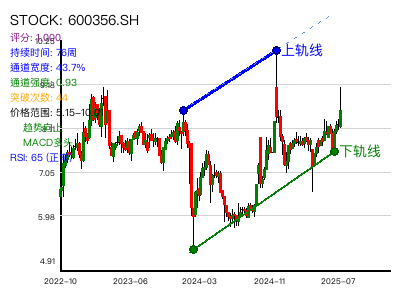 STOCK: 600356.SH
评分: 1.000
10.25
持续时间: 76周
上轨线
通道宽度: 43.7%
通道强度: 0.93
突破次数: 44
价格范围: 5.15-10
趋势向
MACD多头
下轨线
RSI: 65 (正
7.05
5.98
4.91
2022-10 2023-06 2024-03 2024-11 2025-07